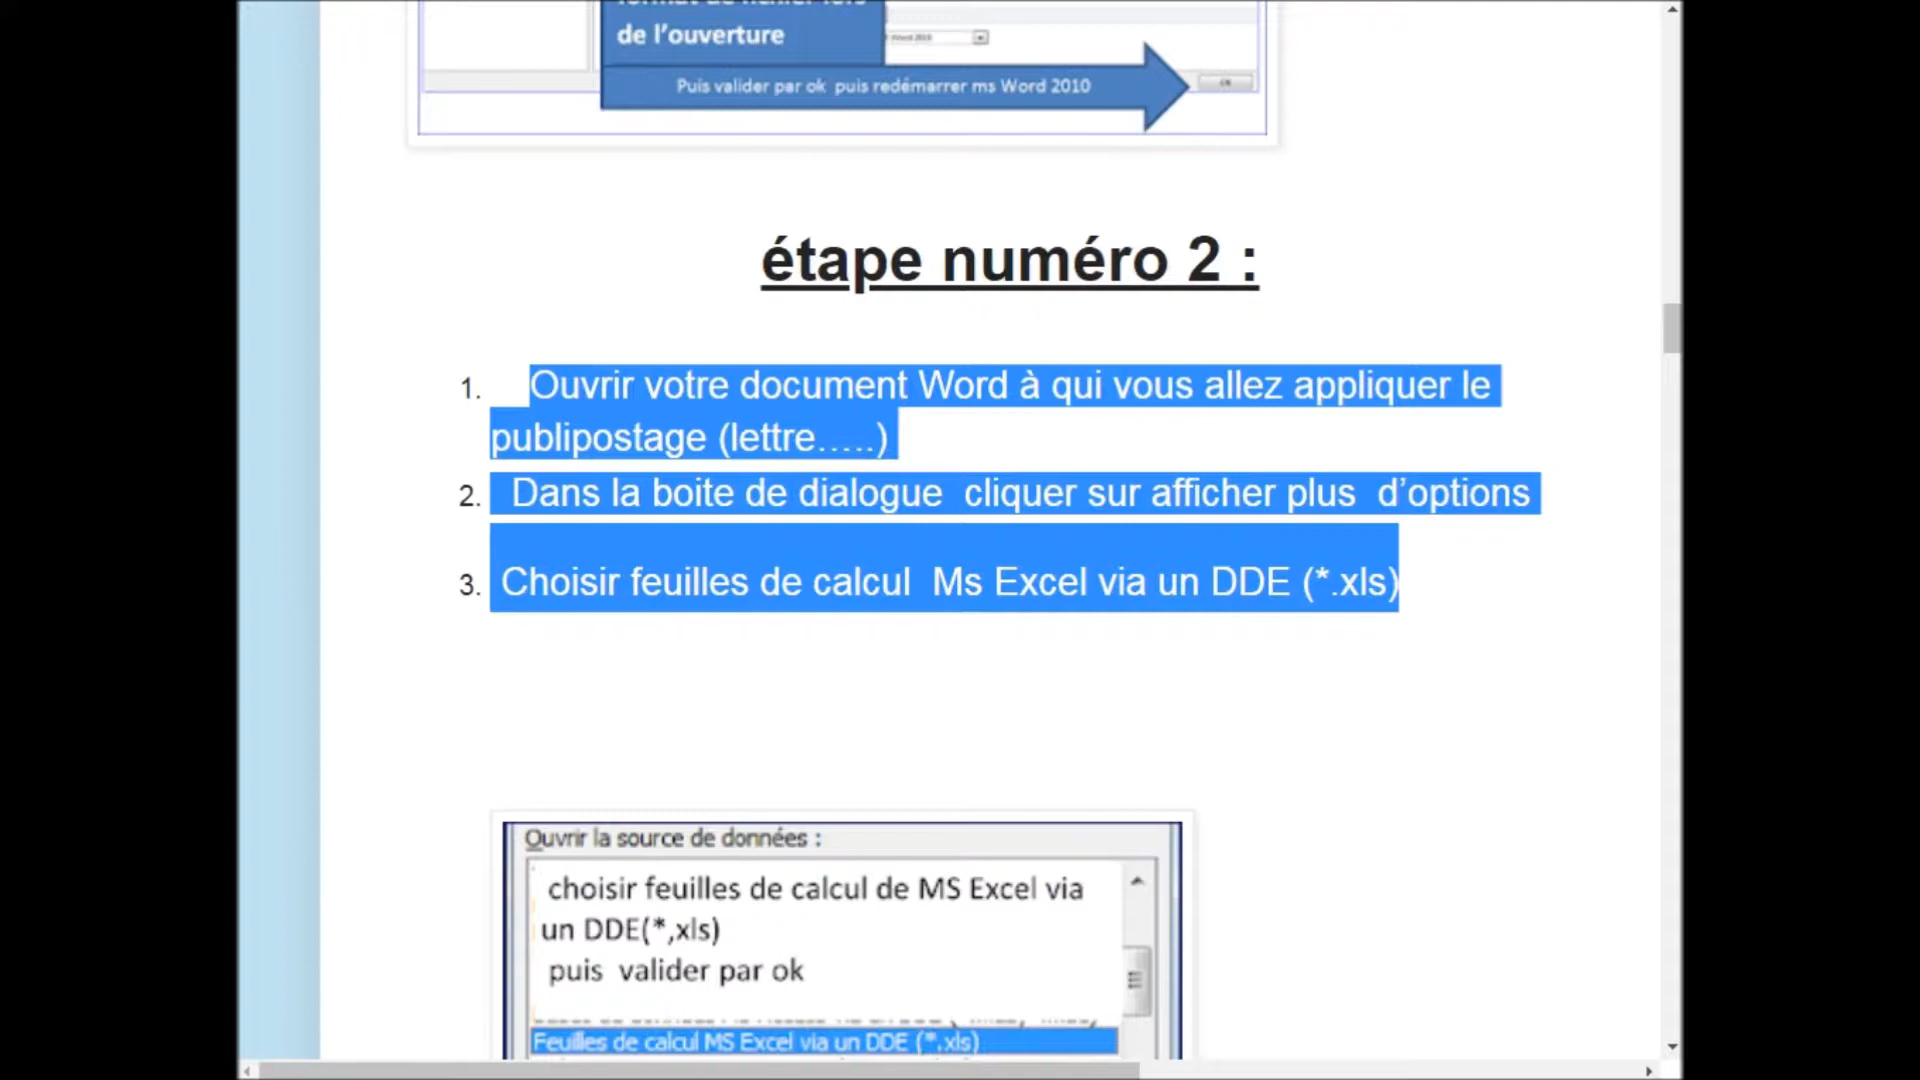 de l’ouverture
Word 2010
Puis valider par ok puis redémarrer ms Word 2010
OK
étape numéro 2 :
1. Ouvrir votre document Word à qui vous allez appliquer le
publipostage (lettre…..)
2. Dans la boite de dialogue cliquer sur afficher plus d’options
3. Choisir feuilles de calcul Ms Excel via un DDE (*.xls)
Ouvrir la source de données :
choisir feuilles de calcul de MS Excel via
un DDE(*,xls)
puis valider par ok
Feuilles de calcul MS Excel via un DDE (*.xls)